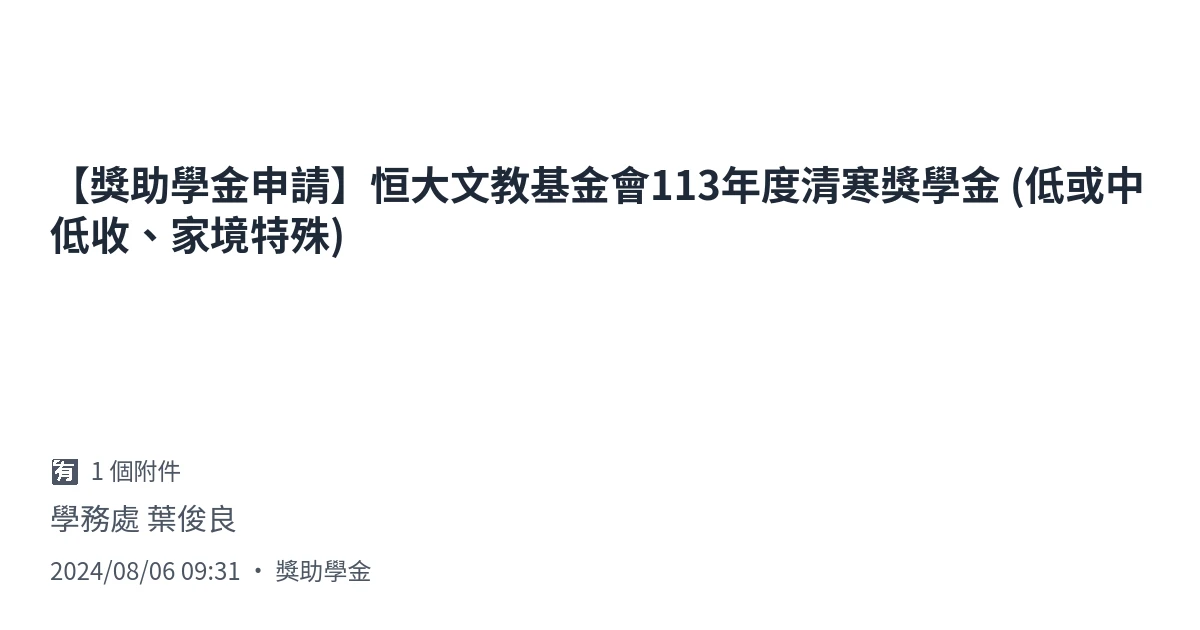 【獎助學金申請】恒大文教基金會113年度清寒獎學金 (低或中
低收、家境特殊)
🈶 1 個附件
學務處 葉俊良
2024/08/06 09:31 • 獎助學金